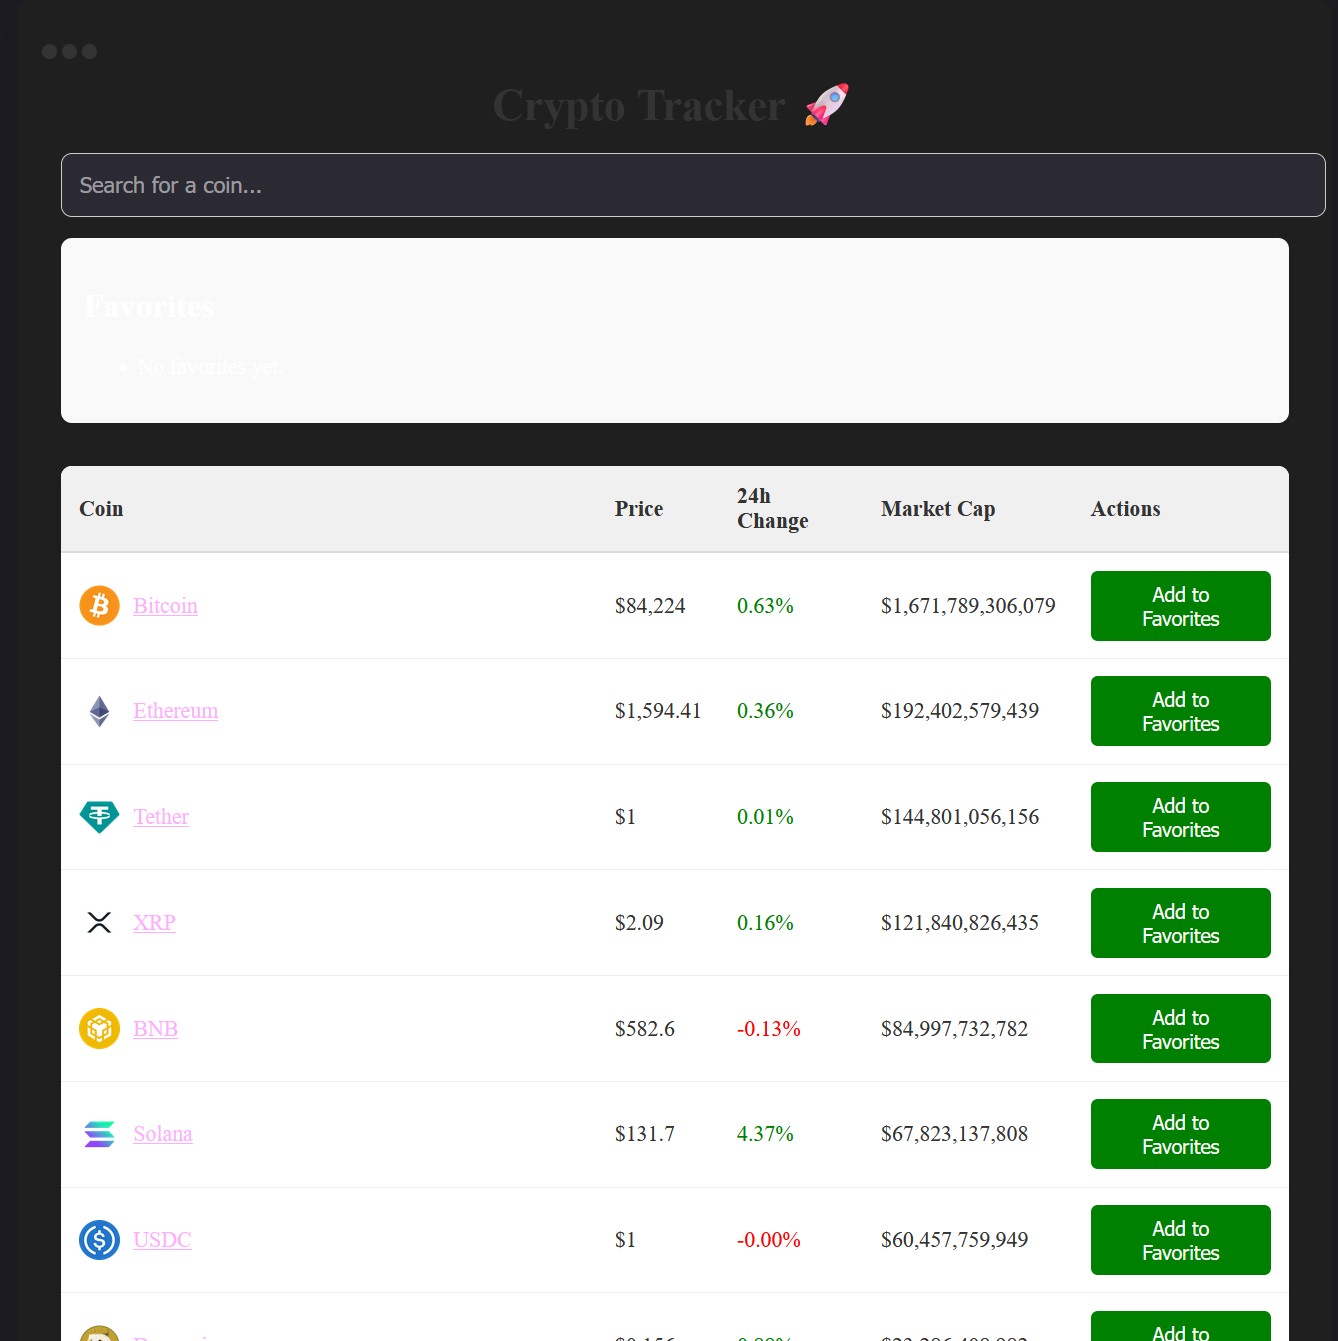 Crypto Tracker 🚀
Search for a coin...
Favorites
• No favorites yet.
Coin Price 24h Change Market Cap Actions
Bitcoin $84,224 0.63% $1,671,789,306,079 Add to Favorites
Ethereum $1,594.41 0.36% $192,402,579,439 Add to Favorites
Tether $1 0.01% $144,801,056,156 Add to Favorites
XRP $2.09 0.16% $121,840,826,435 Add to Favorites
BNB $582.6 -0.13% $84,997,732,782 Add to Favorites
Solana $131.7 4.37% $67,823,137,808 Add to Favorites
USDC $1 -0.00% $60,457,759,949 Add to Favorites
Add to